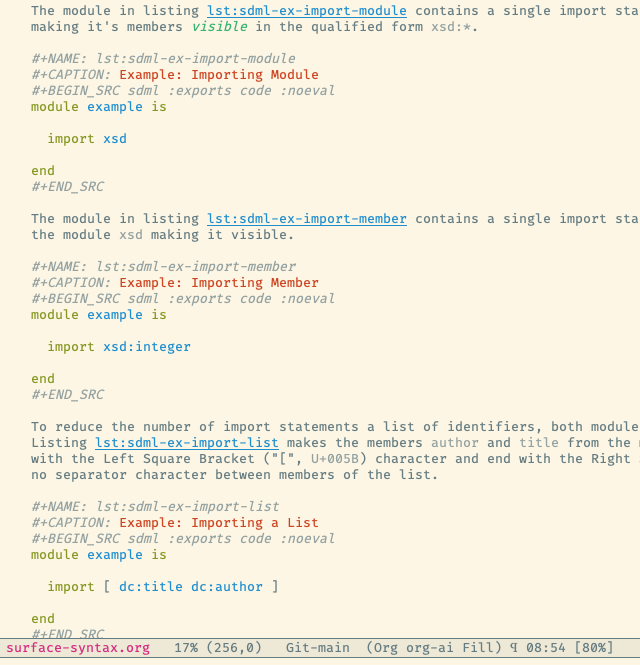 The module in listing lst:sdml-ex-import-module contains a single import
making it's members visible in the qualified form xsd:*.
#+NAME: lst:sdml-ex-import-module
#+CAPTION: Example: Importing Module
#+BEGIN_SRC sdml :exports code :noeval
module example is
import xsd
end
#+END_SRC
The module in listing lst:sdml-ex-import-member contains a single import
the module xsd making it visible.
#+NAME: lst:sdml-ex-import-member
#+CAPTION: Example: Importing Member
#+BEGIN_SRC sdml :exports code :noeval
module example is
import xsd:integer
end
#+END_SRC
To reduce the number of import statements a list of identifiers, both module
Listing lst:sdml-ex-import-list makes the members author and title from the
with the Left Square Bracket ("[", U+005B) character and end with the Right
no separator character between members of the list.
#+NAME: lst:sdml-ex-import-list
#+CAPTION: Example: Importing a List
#+BEGIN_SRC sdml :exports code :noeval
module example is
import [ dc:title dc:author ]
end
#+END_SRC
surface-syntax.org 17% (256,0) Git-main (Org org-ai Fill) ¶ 08:54 [80%]